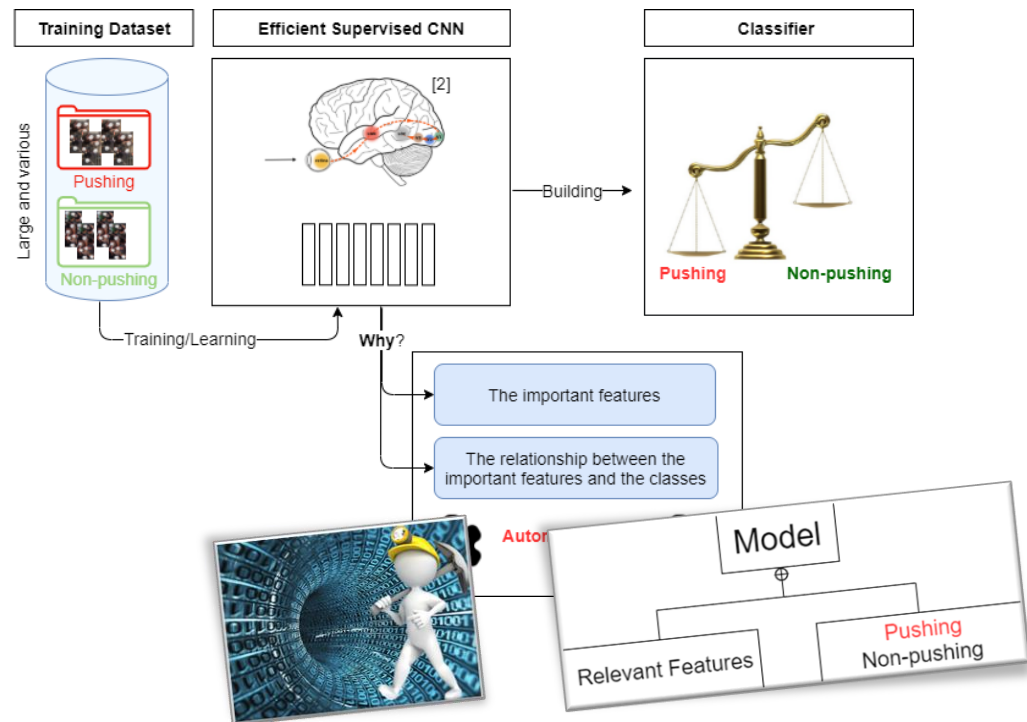 Training Dataset
Efficient Supervised CNN
Classifier
Large and various
Pushing
Non-pushing
[2]
Building
Pushing
Non-pushing
Training/Learning
Why?
The important features
The relationship between the
important features and the classes
Model
Relevant Features
Pushing
Non-pushing